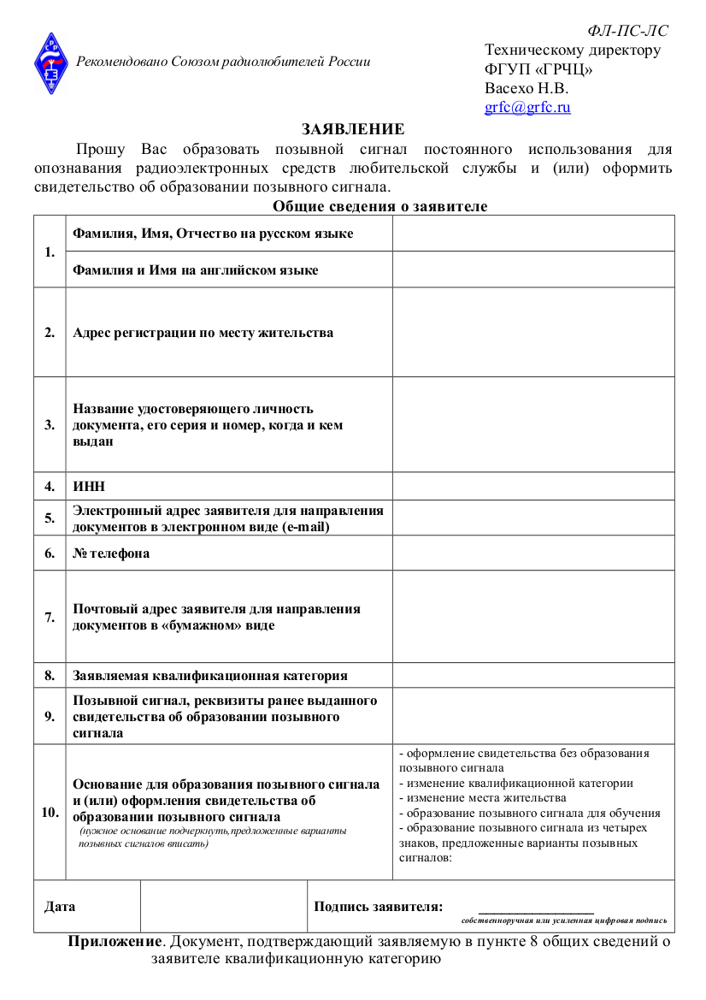 ФЛ-ПС-ЛС
СРР
Рекомендовано Союзом радиолюбителей России
Техническому директору
ФГУП «ГРЧЦ»
Васехо Н.В.
grfc@grfc.ru
ЗАЯВЛЕНИЕ
Прошу Вас образовать позывной сигнал постоянного использования для
опознавания радиоэлектронных средств любительской службы и (или) оформить
свидетельство об образовании позывного сигнала.
Общие сведения о заявителе
1.
Фамилия, Имя, Отчество на русском языке
Фамилия и Имя на английском языке
2.
Адрес регистрации по месту жительства
3.
Название удостоверяющего личность
документа, его серия и номер, когда и кем
выдан
4.
ИНН
5.
Электронный адрес заявителя для направления
документов в электронном виде (e-mail)
6.
№ телефона
7.
Почтовый адрес заявителя для направления
документов в «бумажном» виде
8.
Заявляемая квалификационная категория
9.
Позывной сигнал, реквизиты ранее выданного
свидетельства об образовании позывного
сигнала
10.
Основание для образования позывного сигнала
и (или) оформления свидетельства об
образовании позывного сигнала
(нужное основание подчеркнуть, предложенные варианты
позывных сигналов вписать)
- оформление свидетельства без образования
позывного сигнала
- изменение квалификационной категории
- изменение места жительства
- образование позывного сигнала для обучения
- образование позывного сигнала из четырех
знаков, предложенные варианты позывных
сигналов:
Дата
Подпись заявителя: _______________
собственноручная или усиленная цифровая подпись
Приложение. Документ, подтверждающий заявляемую в пункте 8 общих сведений о
заявителе квалификационную категорию